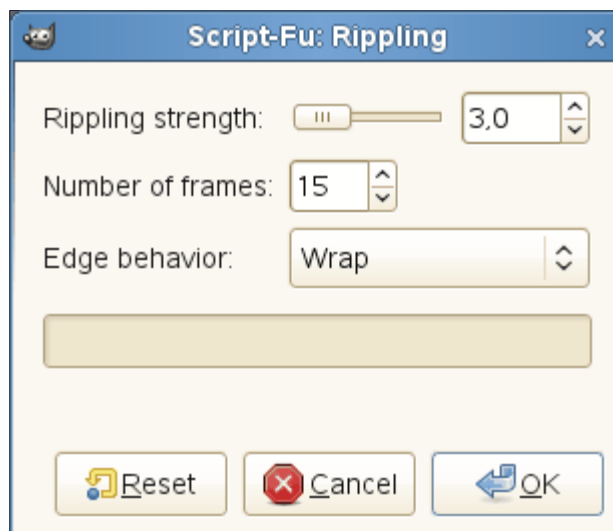 Script-Fu: Rippling
Rippling strength: 3,0
Number of frames: 15
Edge behavior: Wrap
Reset Cancel OK